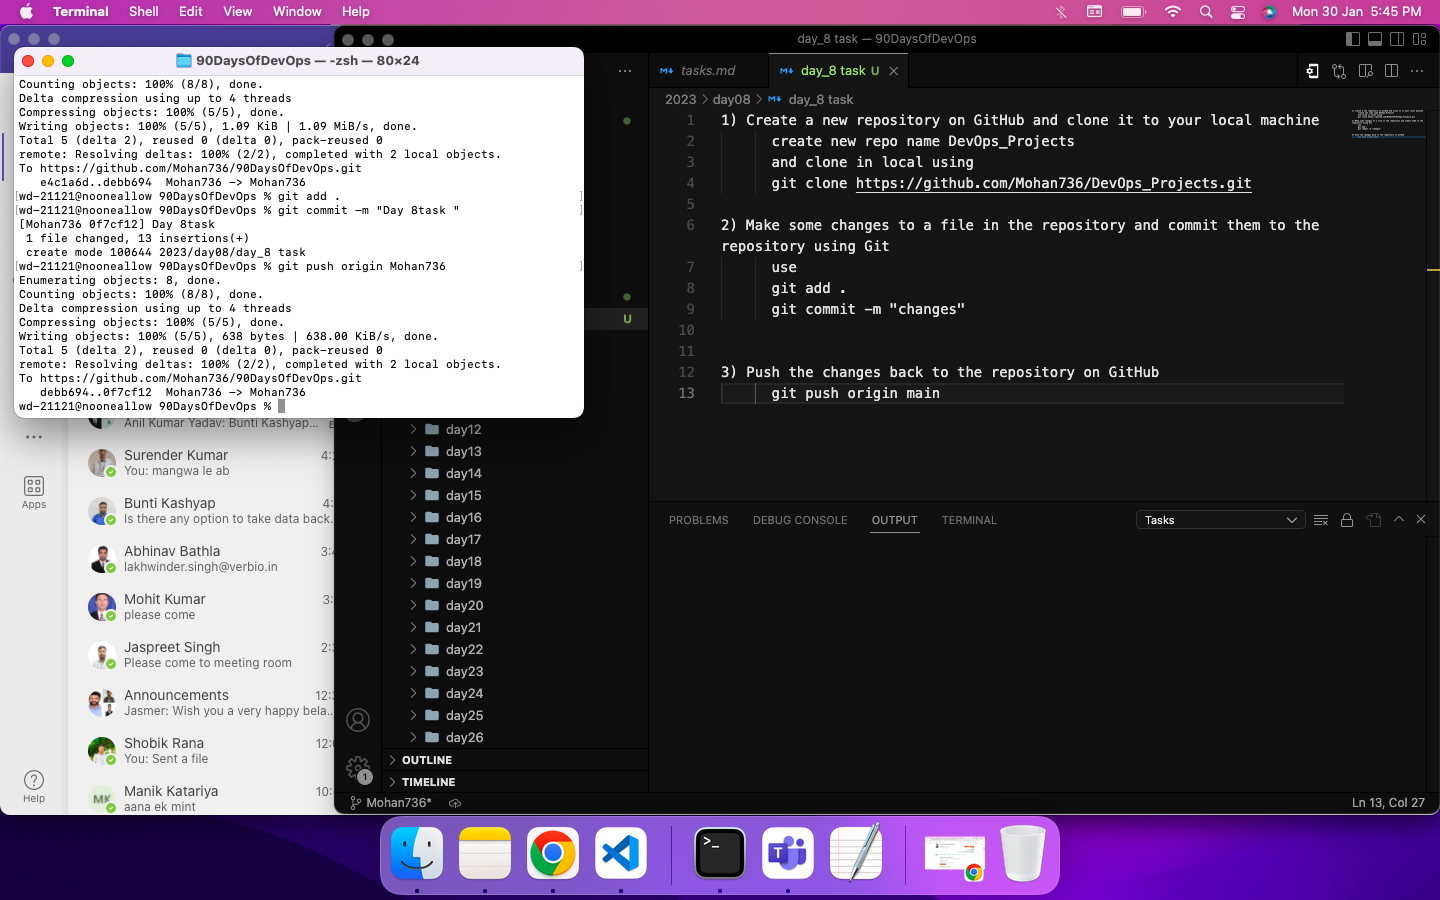 Terminal Shell Edit View Window Help
Mon 30 Jan 5:45 PM
90DaysOfDevOps — -zsh — 80×24
Counting objects: 100% (8/8), done.
Delta compression using up to 4 threads
Compressing objects: 100% (5/5), done.
Writing objects: 100% (5/5), 1.09 KiB | 1.09 MiB/s, done.
Total 5 (delta 2), reused 0 (delta 0), pack-reused 0
remote: Resolving deltas: 100% (2/2), completed with 2 local objects.
To https://github.com/Mohan736/90DaysOfDevOps.git
e4c1a6d..debb694 Mohan736 -> Mohan736
[wd-21121@nooneallow 90DaysOfDevOps % git add . ]
[wd-21121@nooneallow 90DaysOfDevOps % git commit -m "Day 8task " ]
[Mohan736 0f7cf12] Day 8task
1 file changed, 13 insertions(+)
create mode 100644 2023/day08/day_8 task
[wd-21121@nooneallow 90DaysOfDevOps % git push origin Mohan736 ]
Enumerating objects: 8, done.
Counting objects: 100% (8/8), done.
Delta compression using up to 4 threads
Compressing objects: 100% (5/5), done.
Writing objects: 100% (5/5), 638 bytes | 638.00 KiB/s, done.
Total 5 (delta 2), reused 0 (delta 0), pack-reused 0
remote: Resolving deltas: 100% (2/2), completed with 2 local objects.
To https://github.com/Mohan736/90DaysOfDevOps.git
debb694..0f7cf12 Mohan736 -> Mohan736
wd-21121@nooneallow 90DaysOfDevOps %
Anil Kumar Yadav: Bunti Kashyap...
Surender Kumar 4:
You: mangwa le ab
Bunti Kashyap 4:
Is there any option to take data back.
Abhinav Bathla 3:
lakhwinder.singh@verbio.in
Mohit Kumar 3:
please come
Jaspreet Singh 2:
Please come to meeting room
Announcements 12:
Jasmer: Wish you a very happy bela...
Shobik Rana 12:
You: Sent a file
MK
Manik Katariya 10:
aana ek mint
Apps
Help
day_8 task — 90DaysOfDevOps
tasks.md
day_8 task U
2023 > day08 > day_8 task
1 1) Create a new repository on GitHub and clone it to your local machine
2 create new repo name DevOps_Projects
3 and clone in local using
4 git clone https://github.com/Mohan736/DevOps_Projects.git
5
6 2) Make some changes to a file in the repository and commit them to the
repository using Git
7 use
8 git add .
9 git commit -m "changes"
10
11
12 3) Push the changes back to the repository on GitHub
13 git push origin main
U
day12
day13
day14
day15
day16
day17
day18
day19
day20
day21
day22
day23
day24
day25
day26
OUTLINE
TIMELINE
1
PROBLEMS DEBUG CONSOLE OUTPUT TERMINAL
Tasks
Mohan736*
Ln 13, Col 27